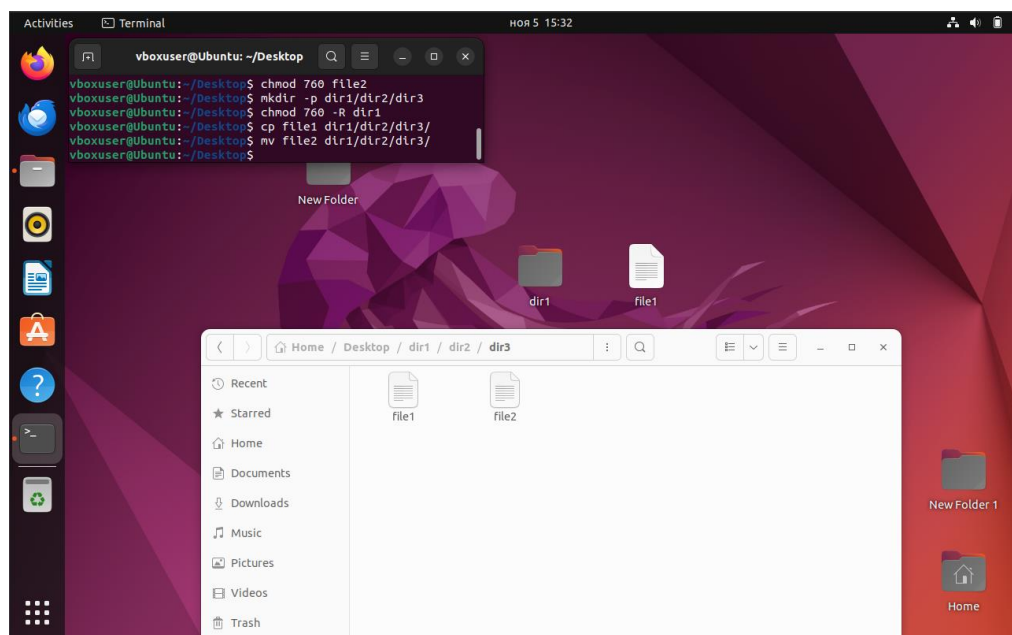 Activities Terminal ноя 5 15:32
vboxuser@Ubuntu: ~/Desktop
vboxuser@Ubuntu:~/Desktop$ chmod 760 file2
vboxuser@Ubuntu:~/Desktop$ mkdir -p dir1/dir2/dir3
vboxuser@Ubuntu:~/Desktop$ chmod 760 -R dir1
vboxuser@Ubuntu:~/Desktop$ cp file1 dir1/dir2/dir3/
vboxuser@Ubuntu:~/Desktop$ mv file2 dir1/dir2/dir3/
vboxuser@Ubuntu:~/Desktop$
New Folder
dir1 file1
Home / Desktop / dir1 / dir2 / dir3
Recent
Starred
Home
Documents
Downloads
Music
Pictures
Videos
Trash
file1 file2
New Folder 1
Home